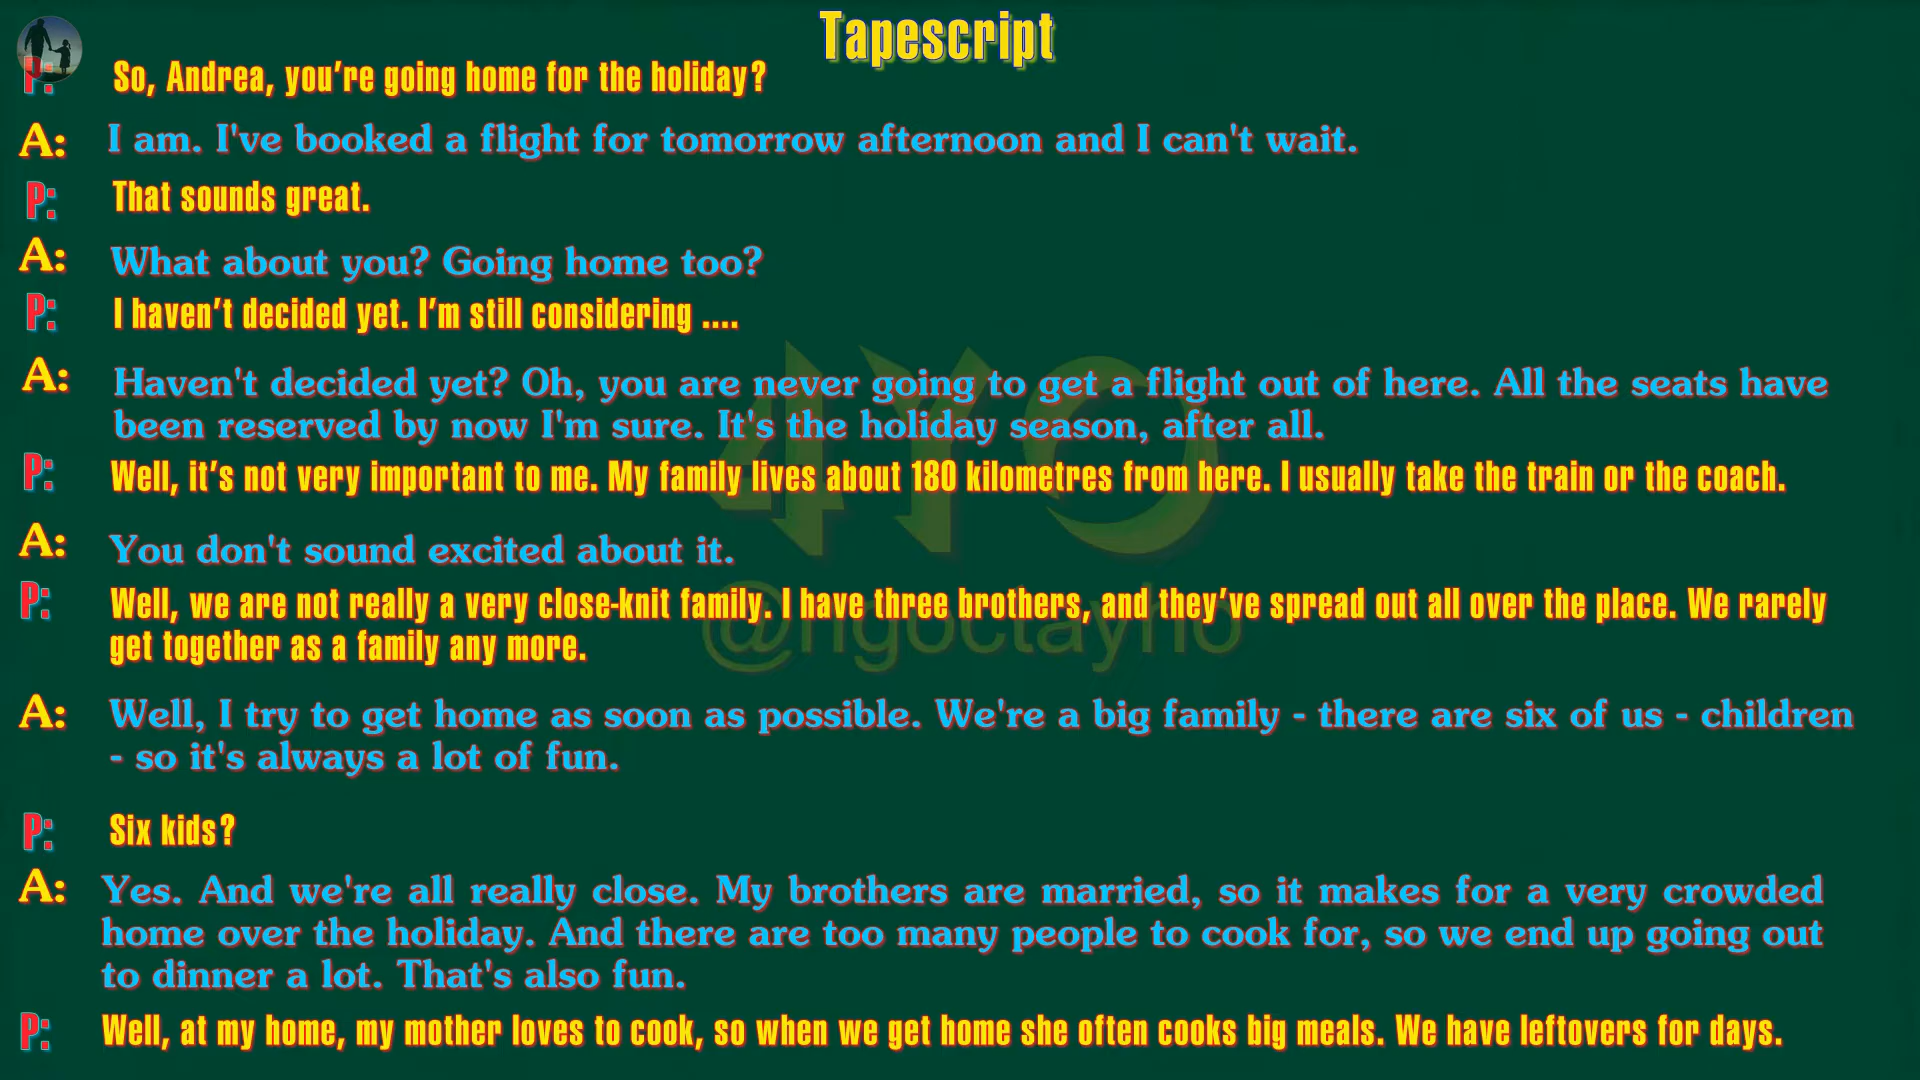 Tapescript
P: So, Andrea, you're going home for the holiday?
A: I am. I've booked a flight for tomorrow afternoon and I can't wait.
P: That sounds great.
A: What about you? Going home too?
P: I haven't decided yet. I'm still considering ....
A: Haven't decided yet? Oh, you are never going to get a flight out of here. All the seats have
been reserved by now I'm sure. It's the holiday season, after all.
P: Well, it's not very important to me. My family lives about 180 kilometres from here. I usually take the train or the coach.
A: You don't sound excited about it.
P: Well, we are not really a very close-knit family. I have three brothers, and they've spread out all over the place. We rarely
get together as a family any more.
A: Well, I try to get home as soon as possible. We're a big family - there are six of us - children
- so it's always a lot of fun.
P: Six kids?
A: Yes. And we're all really close. My brothers are married, so it makes for a very crowded
home over the holiday. And there are too many people to cook for, so we end up going out
to dinner a lot. That's also fun.
P: Well, at my home, my mother loves to cook, so when we get home she often cooks big meals. We have leftovers for days.
4YO
@ngoctayho